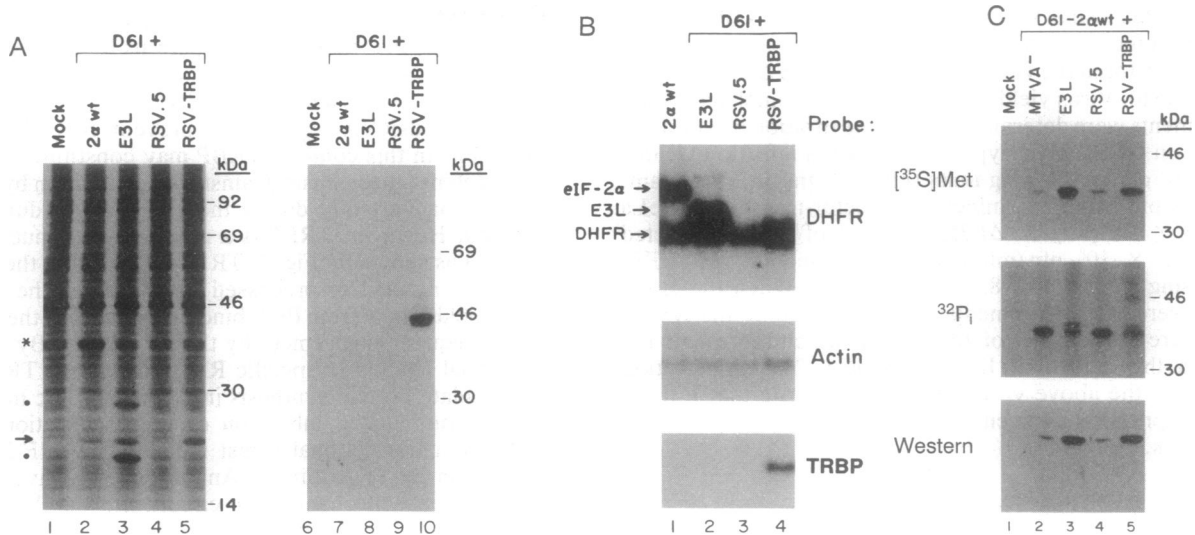 A
D61 +
Mock
2α wt
E3L
RSV.5
RSV-TRBP
kDa
-92
-69
-46
*
-30
•
→
•
-14
1 2 3 4 5
D61 +
Mock
2α wt
E3L
RSV.5
RSV-TRBP
kDa
-69
-46
-30
6 7 8 9 10
B
D61 +
2α wt
E3L
RSV.5
RSV-TRBP
Probe :
eIF-2α →
E3L →
DHFR →
DHFR
Actin
TRBP
1 2 3 4
C
D61-2αwt +
Mock
MTVA⁻
E3L
RSV.5
RSV-TRBP
kDa
[³⁵S]Met
-46
-30
³²Pᵢ
-46
-30
Western
1 2 3 4 5